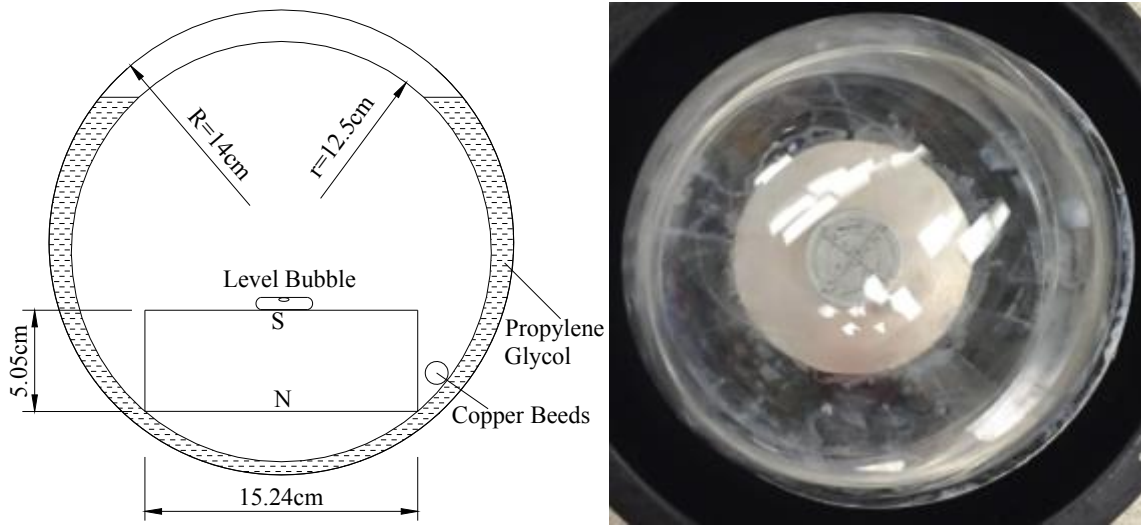 R=14cm
r=12.5cm
Level Bubble
S
5.05cm
Propylene
Glycol
N
Copper Beeds
15.24cm